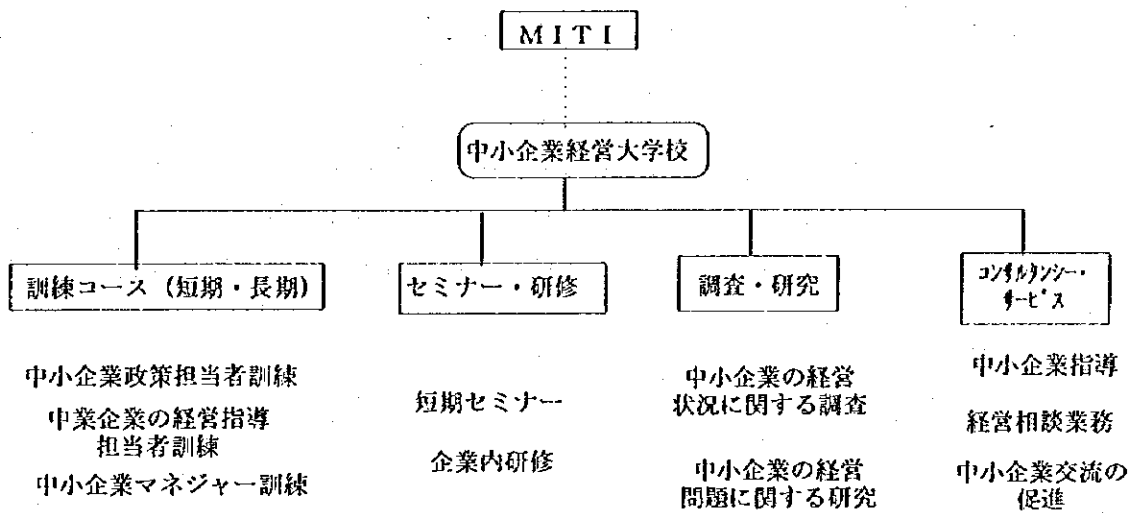 MITI
中小企業経営大学校
訓練コース（短期・長期）
中小企業政策担当者訓練
中業企業の経営指導
担当者訓練
中小企業マネジャー訓練
セミナー・研修
短期セミナー
企業内研修
調査・研究
中小企業の経営
状況に関する調査
中小企業の経営
問題に関する研究
コンサルタンシー・
サービス
中小企業指導
経営相談業務
中小企業交流の
促進